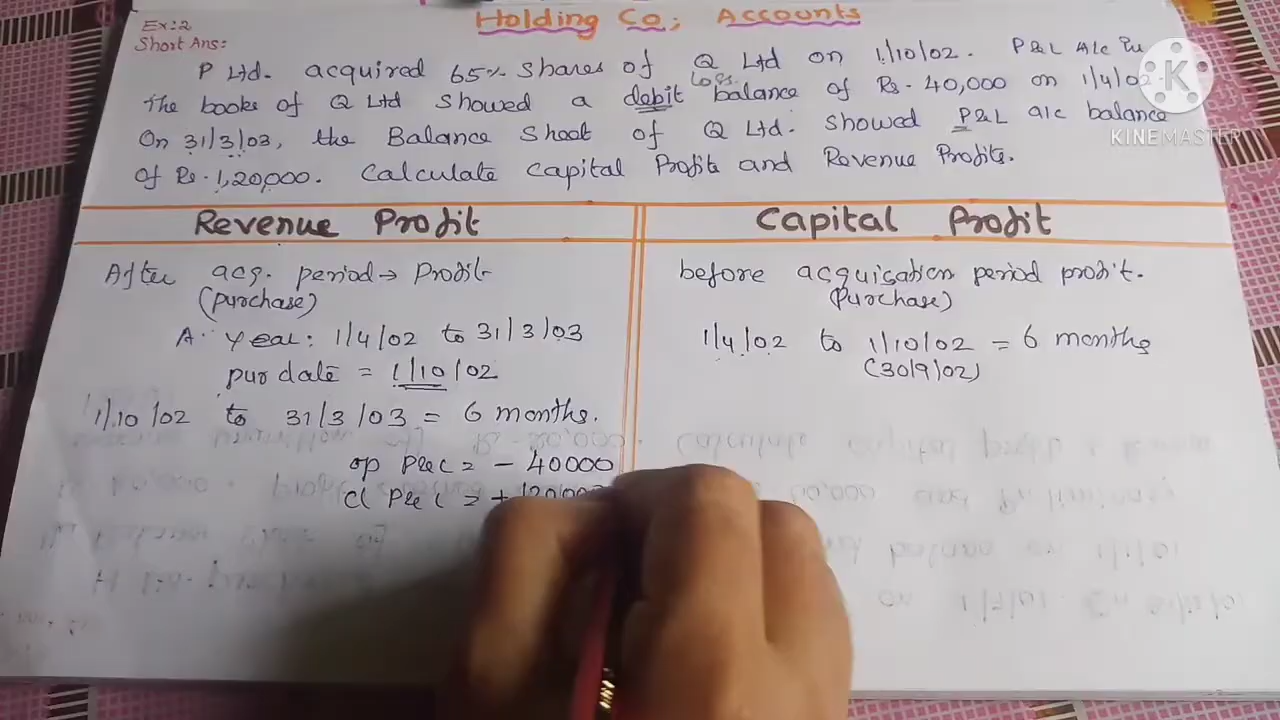 Holding Co; Accounts
Ex:2
Short Ans:
P Ltd. acquired 65% shares of Q Ltd on 1/10/02. P&L A/c in
loss
the books of Q Ltd showed a debit balance of Rs. 40,000 on 1/4/02.
On 31/3/03, the Balance Sheet of Q Ltd. showed P&L a/c balance
of Rs. 1,20,000. Calculate Capital Profits and Revenue Profits.
K
KINEMASTER
Revenue Profit
Capital Profit
After acq. period → Profit
(purchase)
A. year: 1/4/02 to 31/3/03
pur date = 1/10/02
1/10/02 to 31/3/03 = 6 months.
op P&L = - 40000
Cl P&L = + 120000
before acquisation period profit.
(purchase)
1/4/02 to 1/10/02 = 6 months
(30/9/02)